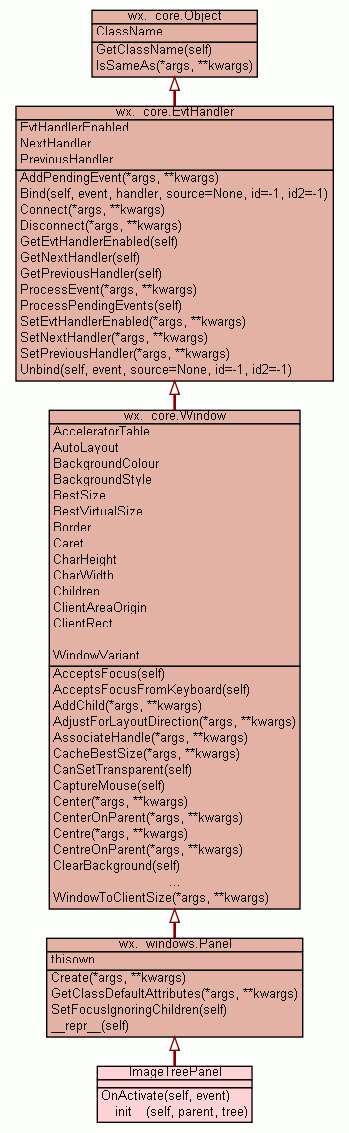 wx._core.Object
ClassName
GetClassName(self)
IsSameAs(*args, **kwargs)
wx._core.EvtHandler
EvtHandlerEnabled
NextHandler
PreviousHandler
AddPendingEvent(*args, **kwargs)
Bind(self, event, handler, source=None, id=-1, id2=-1)
Connect(*args, **kwargs)
Disconnect(*args, **kwargs)
GetEvtHandlerEnabled(self)
GetNextHandler(self)
GetPreviousHandler(self)
ProcessEvent(*args, **kwargs)
ProcessPendingEvents(self)
SetEvtHandlerEnabled(*args, **kwargs)
SetNextHandler(*args, **kwargs)
SetPreviousHandler(*args, **kwargs)
Unbind(self, event, source=None, id=-1, id2=-1)
wx._core.Window
AcceleratorTable
AutoLayout
BackgroundColour
BackgroundStyle
BestSize
BestVirtualSize
Border
Caret
CharHeight
CharWidth
Children
ClientAreaOrigin
ClientRect
WindowVariant
AcceptsFocus(self)
AcceptsFocusFromKeyboard(self)
AddChild(*args, **kwargs)
AdjustForLayoutDirection(*args, **kwargs)
AssociateHandle(*args, **kwargs)
CacheBestSize(*args, **kwargs)
CanSetTransparent(self)
CaptureMouse(self)
Center(*args, **kwargs)
CenterOnParent(*args, **kwargs)
Centre(*args, **kwargs)
CentreOnParent(*args, **kwargs)
ClearBackground(self)
...
WindowToClientSize(*args, **kwargs)
wx._windows.Panel
thisown
Create(*args, **kwargs)
GetClassDefaultAttributes(*args, **kwargs)
SetFocusIgnoringChildren(self)
__repr__(self)
ImageTreePanel
OnActivate(self, event)
__init__(self, parent, tree)